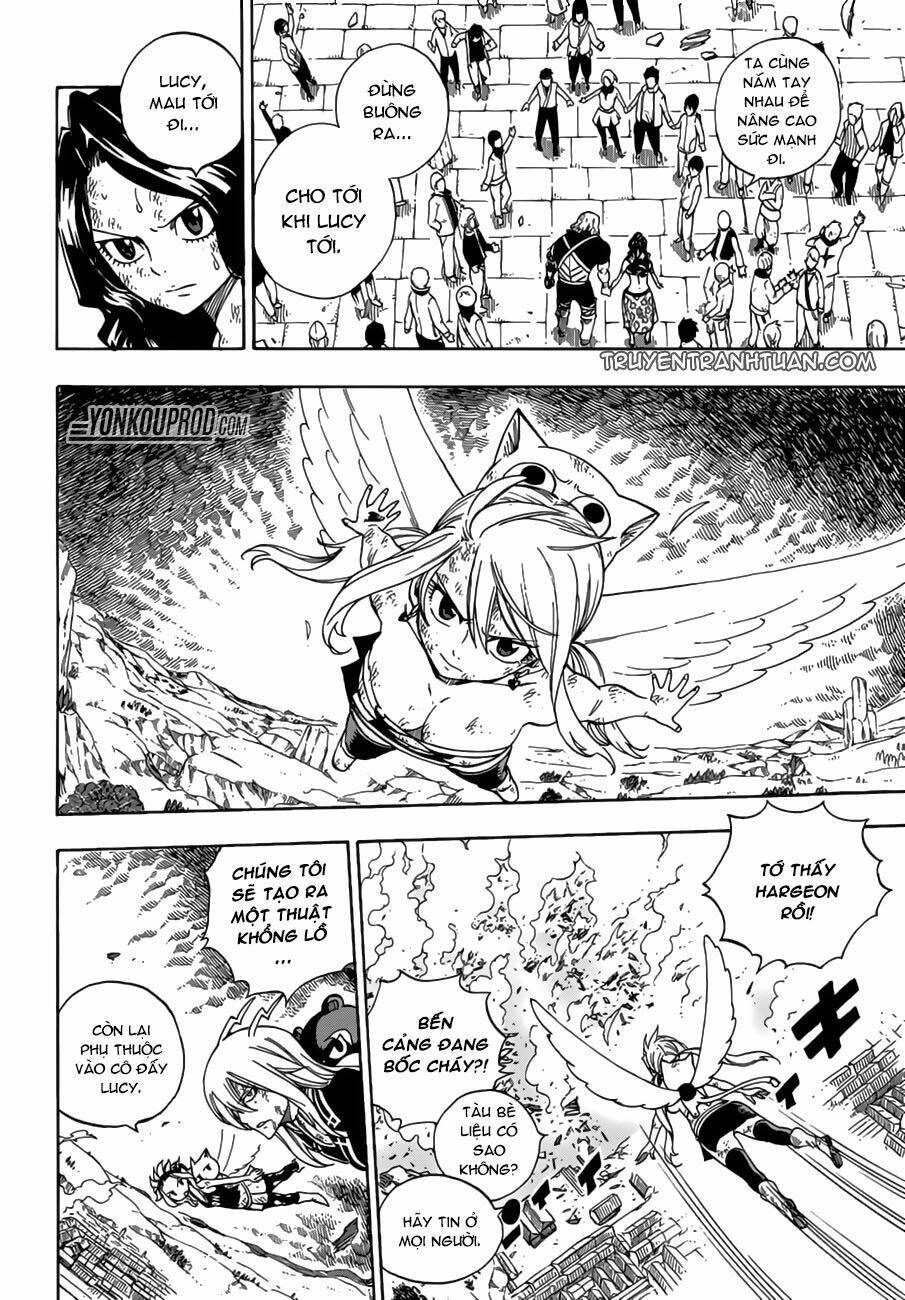 TA CÙNG
NẮM TAY
NHAU ĐỂ
NÂNG CAO
SỨC MẠNH
ĐI.
ĐỪNG
BUÔNG
RA...
CHO TỚI
KHI LUCY
TỚI.
LUCY,
MAU TỚI
ĐI...
TRUYENTRANHTUAN.COM
YONKOUPROD.COM
TỚ THẤY
HARGEON
RỒI!
BẾN
CẢNG ĐANG
BỐC CHÁY?!
TÀU BÈ
LIỆU CÓ
SAO
KHÔNG?
HÃY TIN Ở
MỌI NGƯỜI.
CHÚNG TÔI
SẼ TẠO RA
MỘT THUẬT
KHỔNG LỒ
...
CÒN LẠI
PHỤ THUỘC
VÀO CÔ ĐẤY
LUCY.